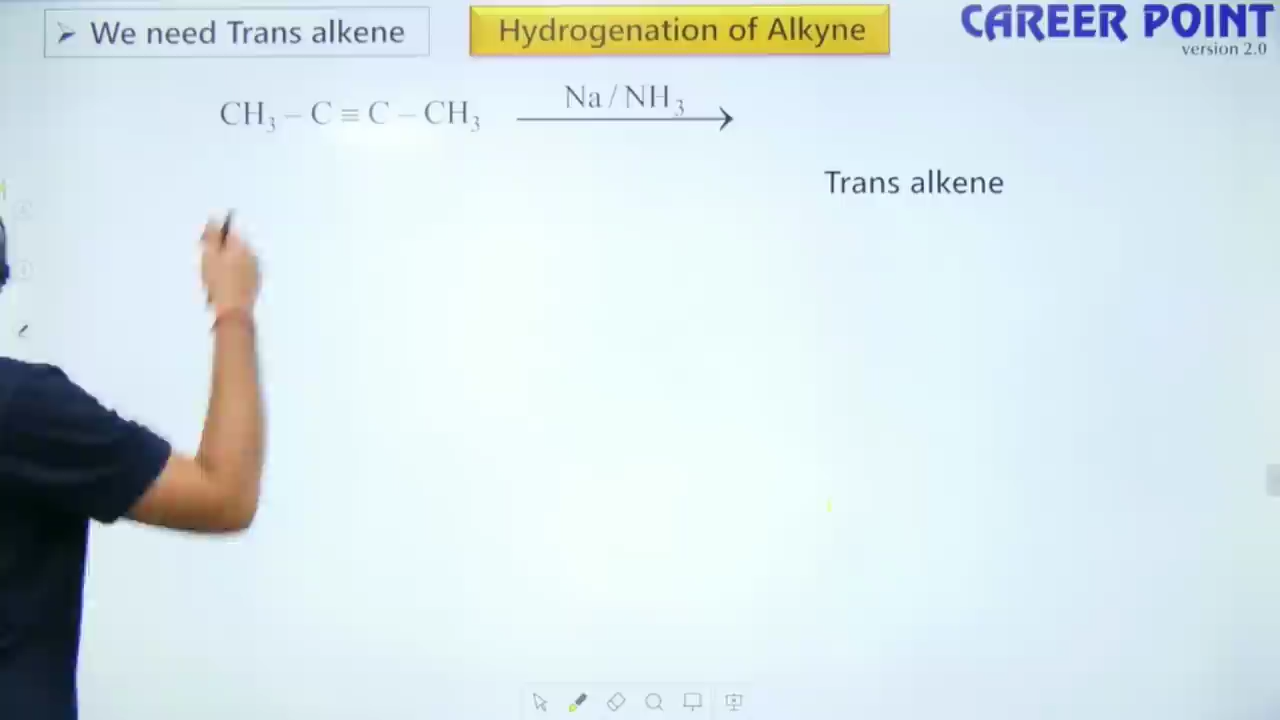 ➢ We need Trans alkene
Hydrogenation of Alkyne
CAREER POINT
version 2.0
CH₃ – C ≡ C – CH₃ Na / NH₃ →
Trans alkene